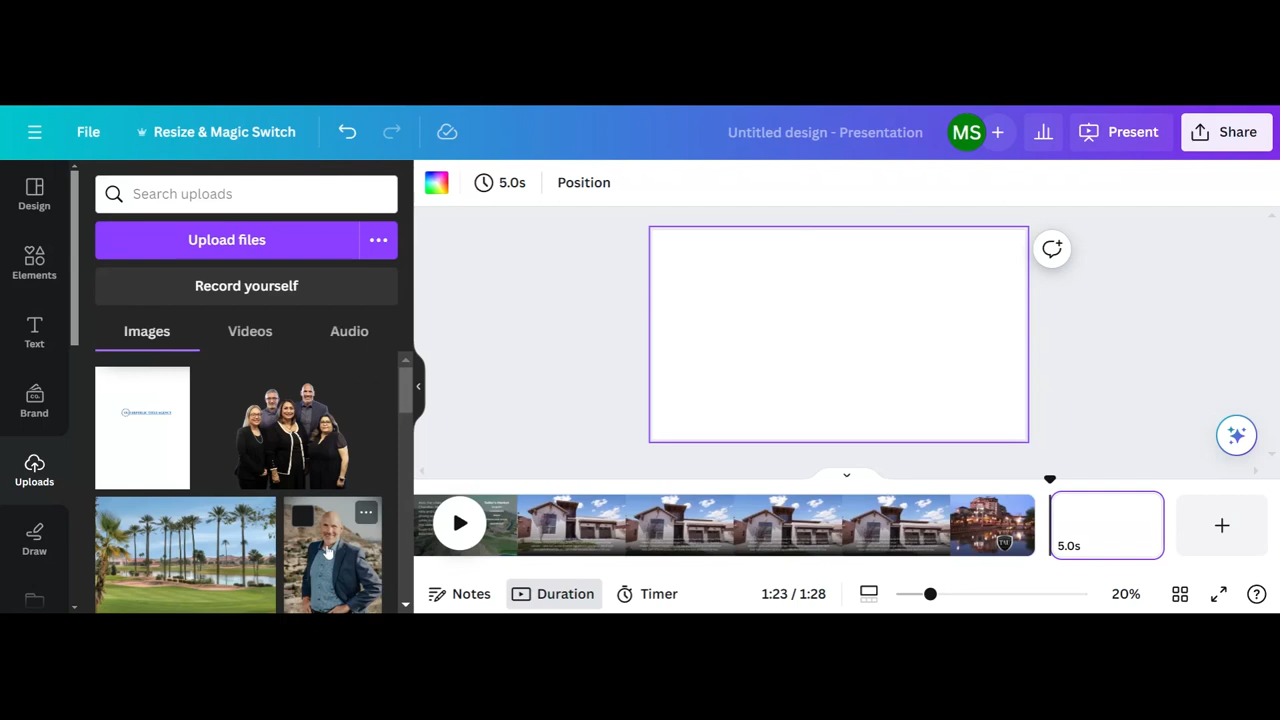 File
Resize & Magic Switch
Untitled design - Presentation
MS
+
Present
Share
Design
Elements
Text
CO.
Brand
Uploads
Draw
Search uploads
Upload files
Record yourself
Images
Videos
Audio
5.0s
Position
5.0s
Notes
Duration
Timer
1:23 / 1:28
20%